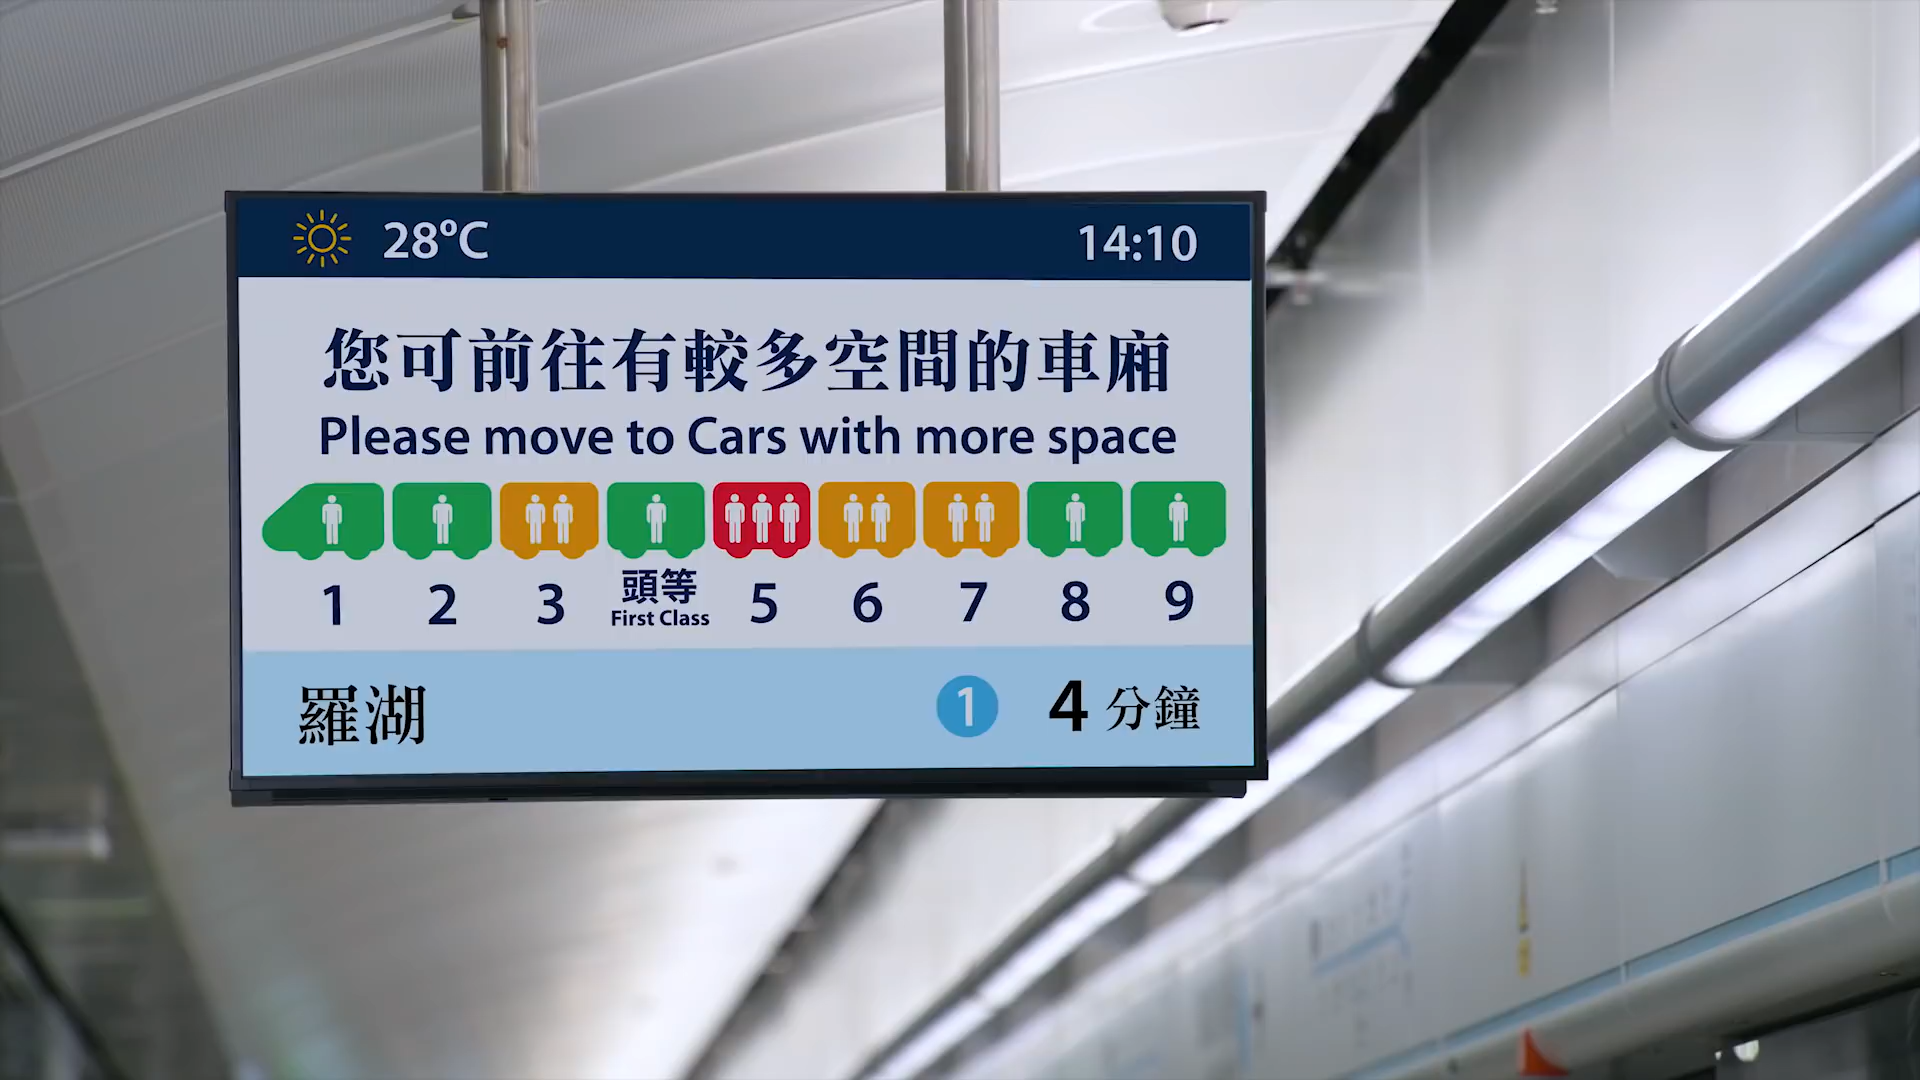 28°C 14:10
您可前往有較多空間的車廂
Please move to Cars with more space
1 2 3 頭等 First Class 5 6 7 8 9
羅湖 1 4 分鐘